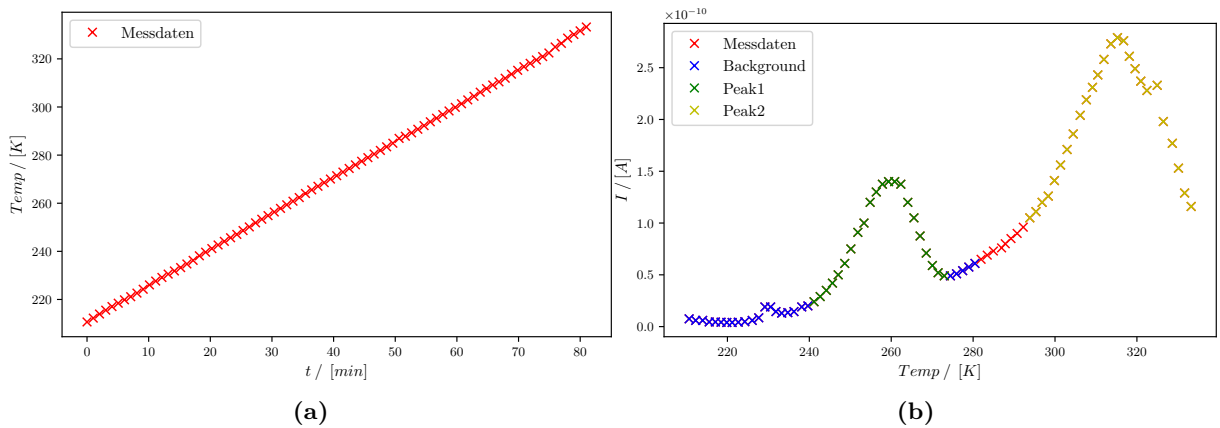 Messdaten
Temp / [K]
320
300
280
260
240
220
0
10
20
30
40
50
60
70
80
t / [min]
(a)
×10⁻¹⁰
Messdaten
Background
Peak1
Peak2
I / [A]
2.5
2.0
1.5
1.0
0.5
0.0
220
240
260
280
300
320
Temp / [K]
(b)